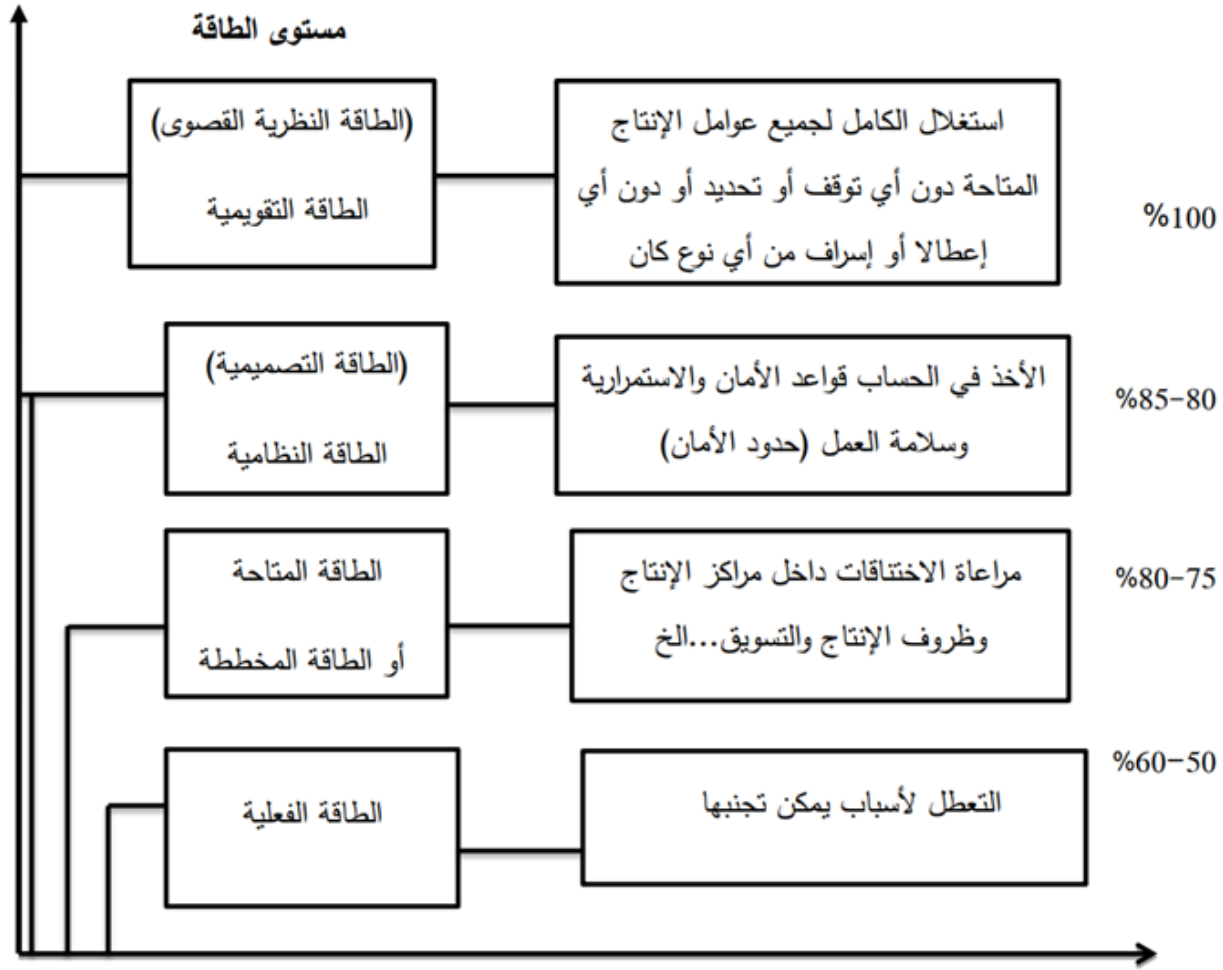 مستوى الطاقة
(الطاقة النظرية القصوى)
الطاقة التقويمية
استغلال الكامل لجميع عوامل الإنتاج
المتاحة دون أي توقف أو تحديد أو دون أي
إعطالا أو إسراف من أي نوع كان
%100
(الطاقة التصميمية)
الطاقة النظامية
الأخذ في الحساب قواعد الأمان والاستمرارية
وسلامة العمل (حدود الأمان)
%85-80
الطاقة المتاحة
أو الطاقة المخططة
مراعاة الاختناقات داخل مراكز الإنتاج
وظروف الإنتاج والتسويق...الخ
%80-75
الطاقة الفعلية
التعطل لأسباب يمكن تجنبها
%60-50